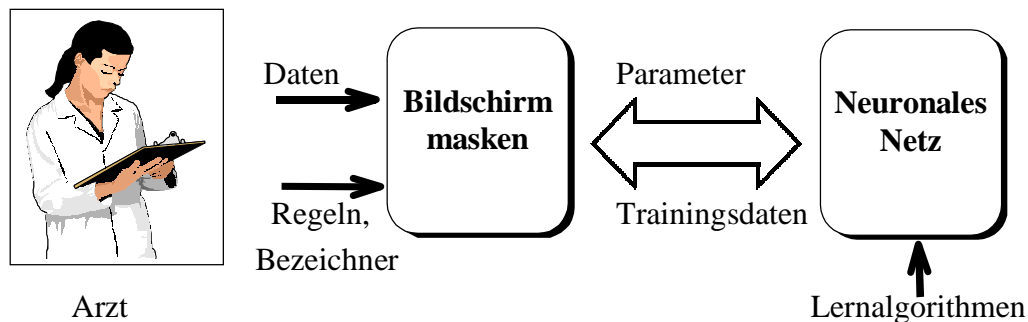 Daten
Regeln,
Bezeichner
Arzt
Bildschirm
masken
Parameter
Trainingsdaten
Neuronales
Netz
Lernalgorithmen